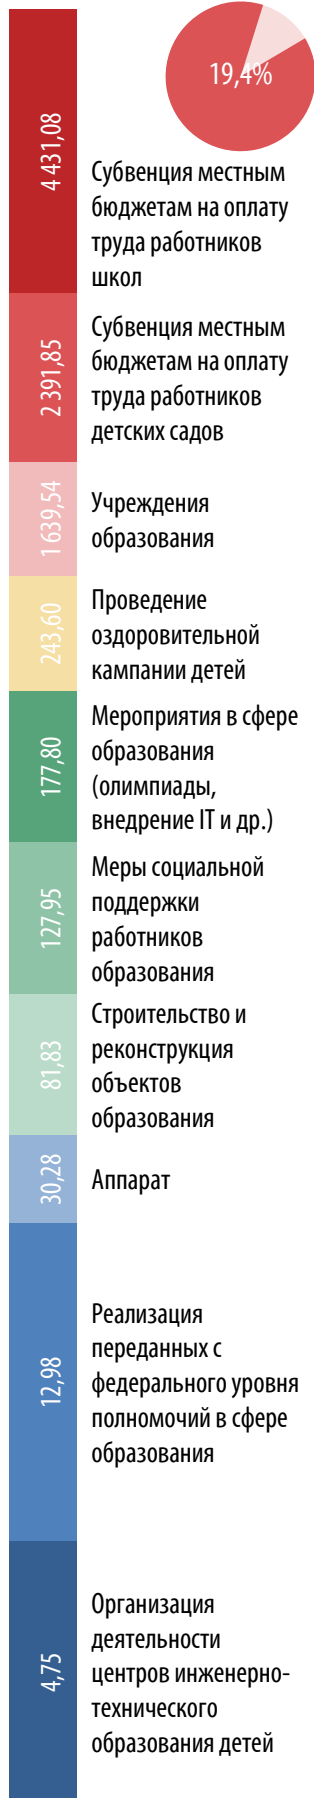 19,4%
4 431,08
Субвенция местным
бюджетам на оплату
труда работников
школ
2 391,85
Субвенция местным
бюджетам на оплату
труда работников
детских садов
1 639,54
Учреждения
образования
243,60
Проведение
оздоровительной
кампании детей
177,80
Мероприятия в сфере
образования
(олимпиады,
внедрение IT и др.)
127,95
Меры социальной
поддержки
работников
образования
81,83
Строительство и
реконструкция
объектов
образования
30,28
Аппарат
12,98
Реализация
переданных с
федерального уровня
полномочий в сфере
образования
4,75
Организация
деятельности
центров инженерно-
технического
образования детей